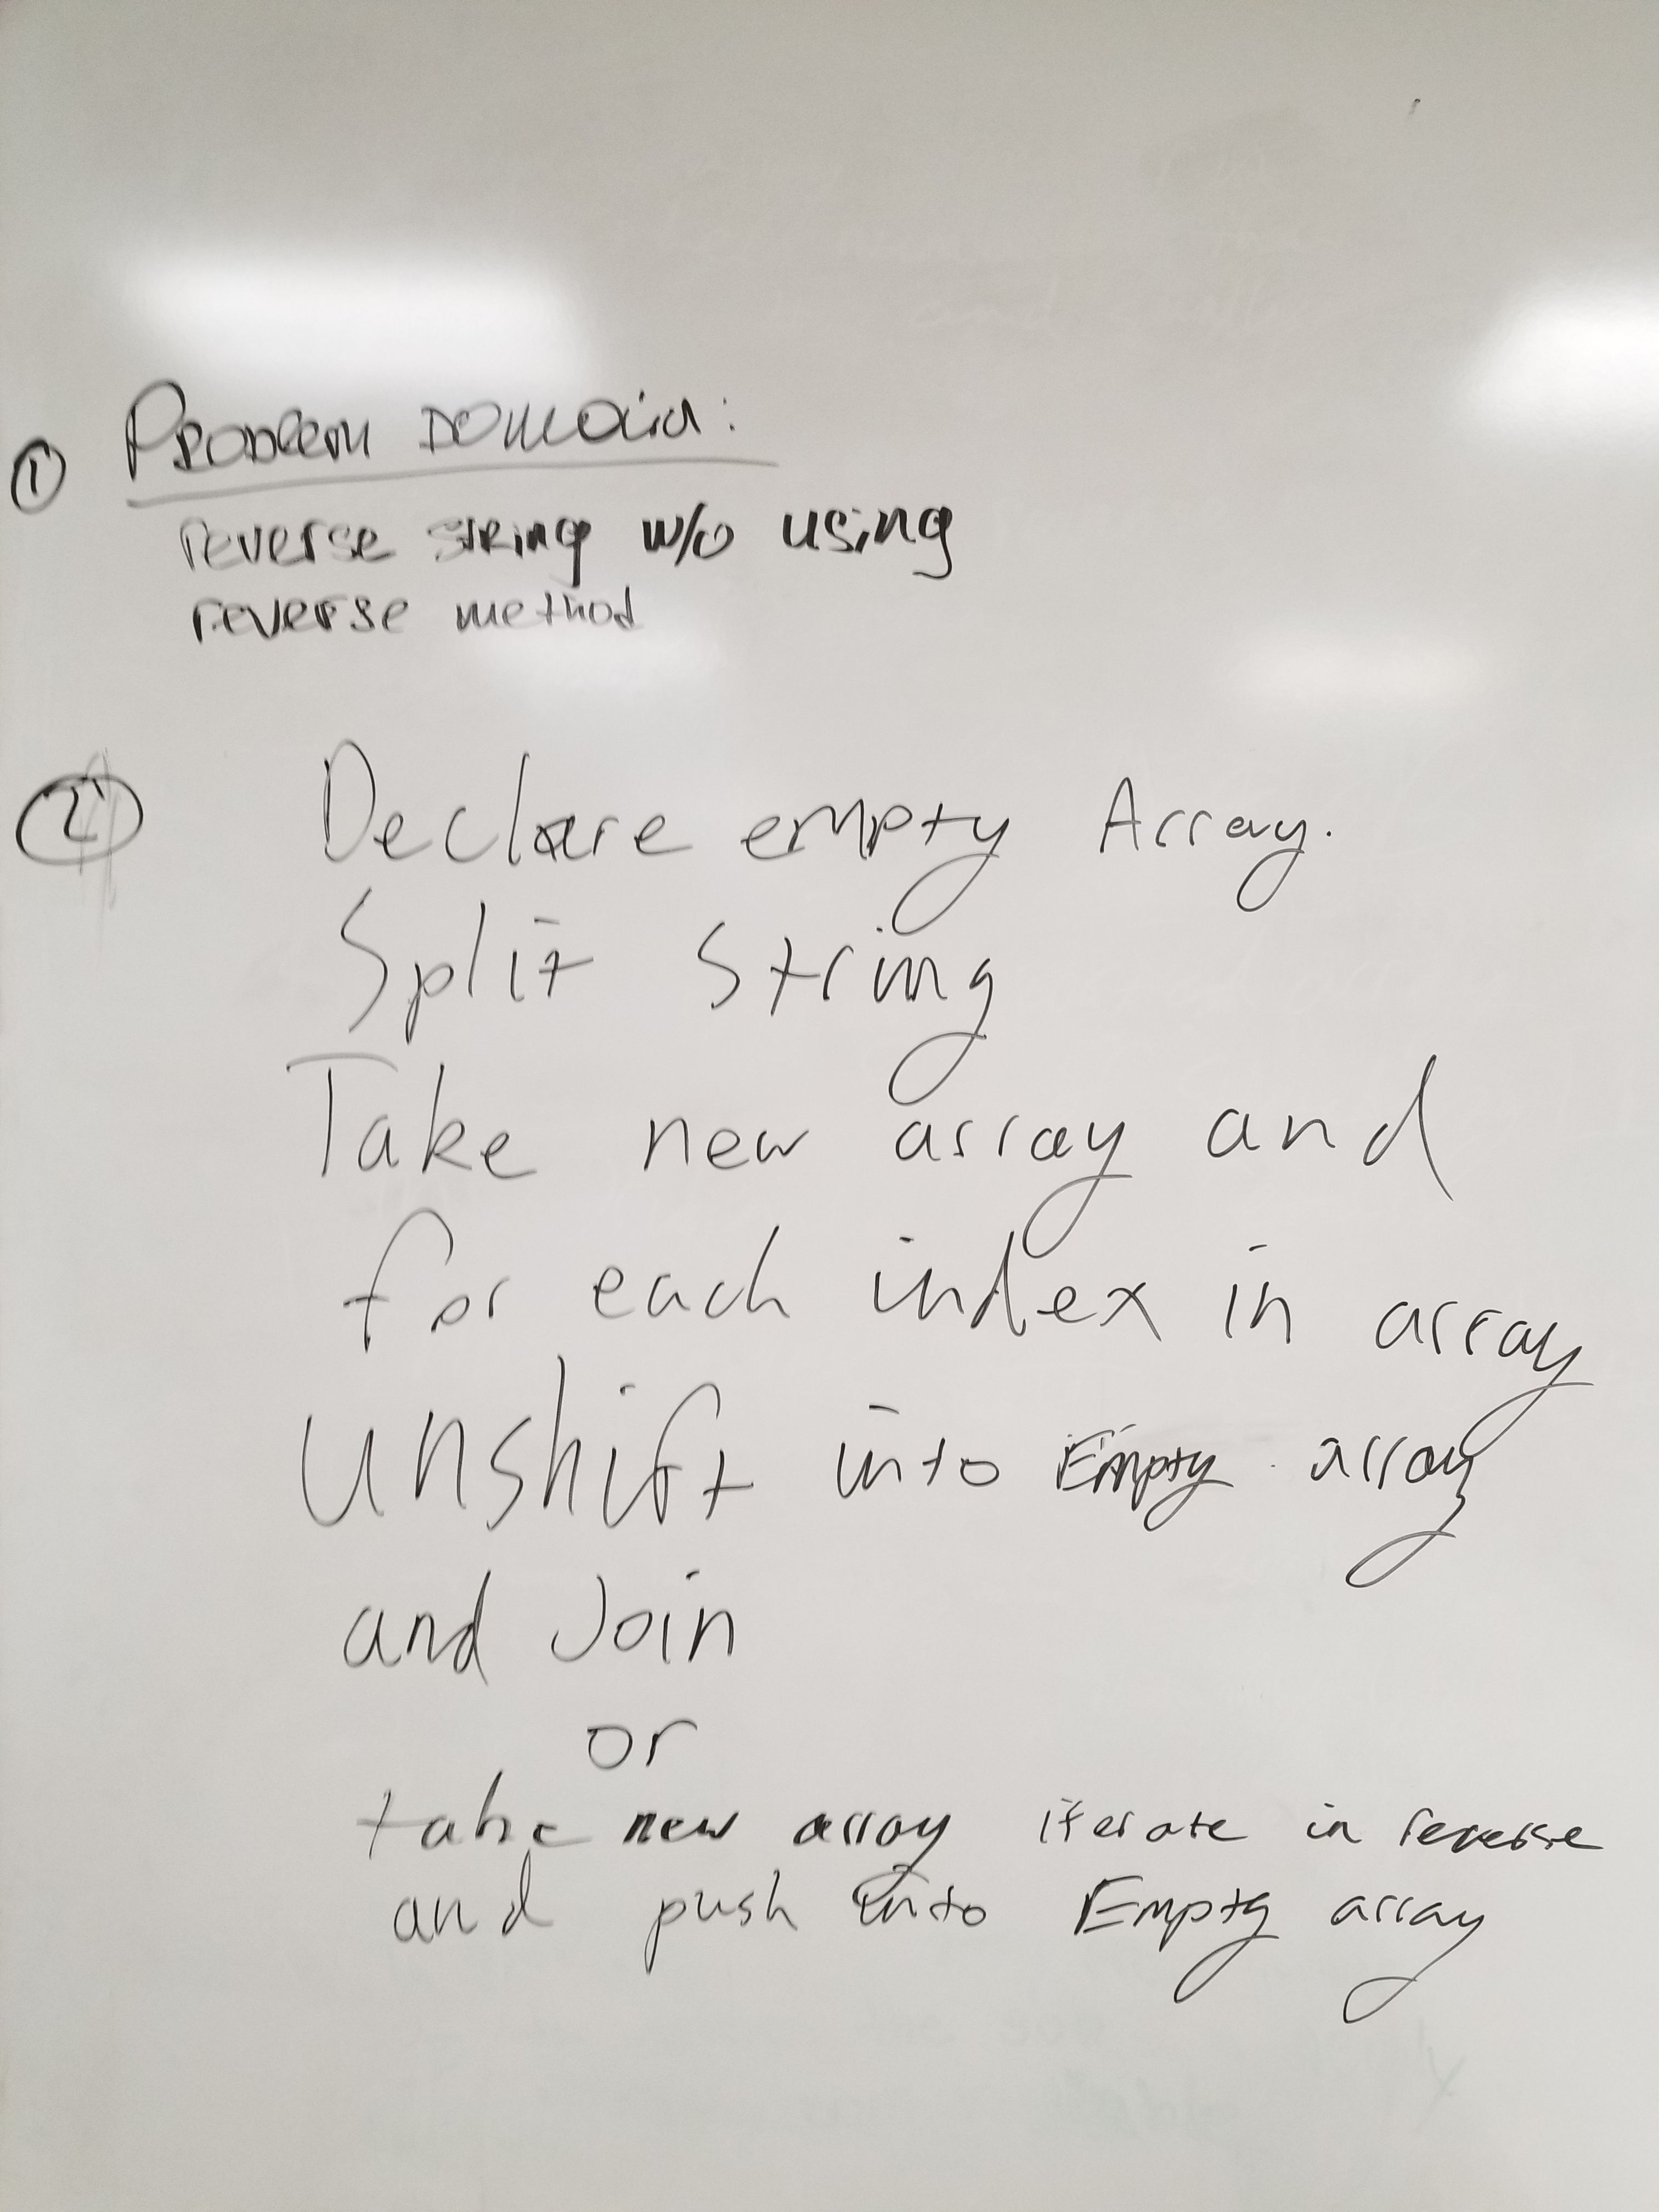 ① Problem Domain:
reverse string w/o using
reverse method
② Declare empty Array.
Split String
Take new array and
for each index in array
unshift into Empty array
and Join
or
take new array iterate in reverse
and push into Empty array